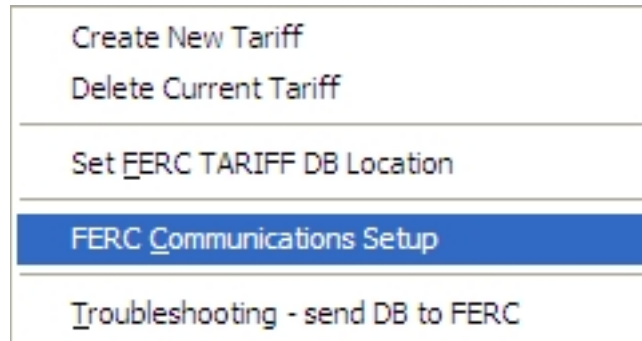 Create New Tariff
Delete Current Tariff
Set FERC TARIFF DB Location
FERC Communications Setup
Troubleshooting - send DB to FERC